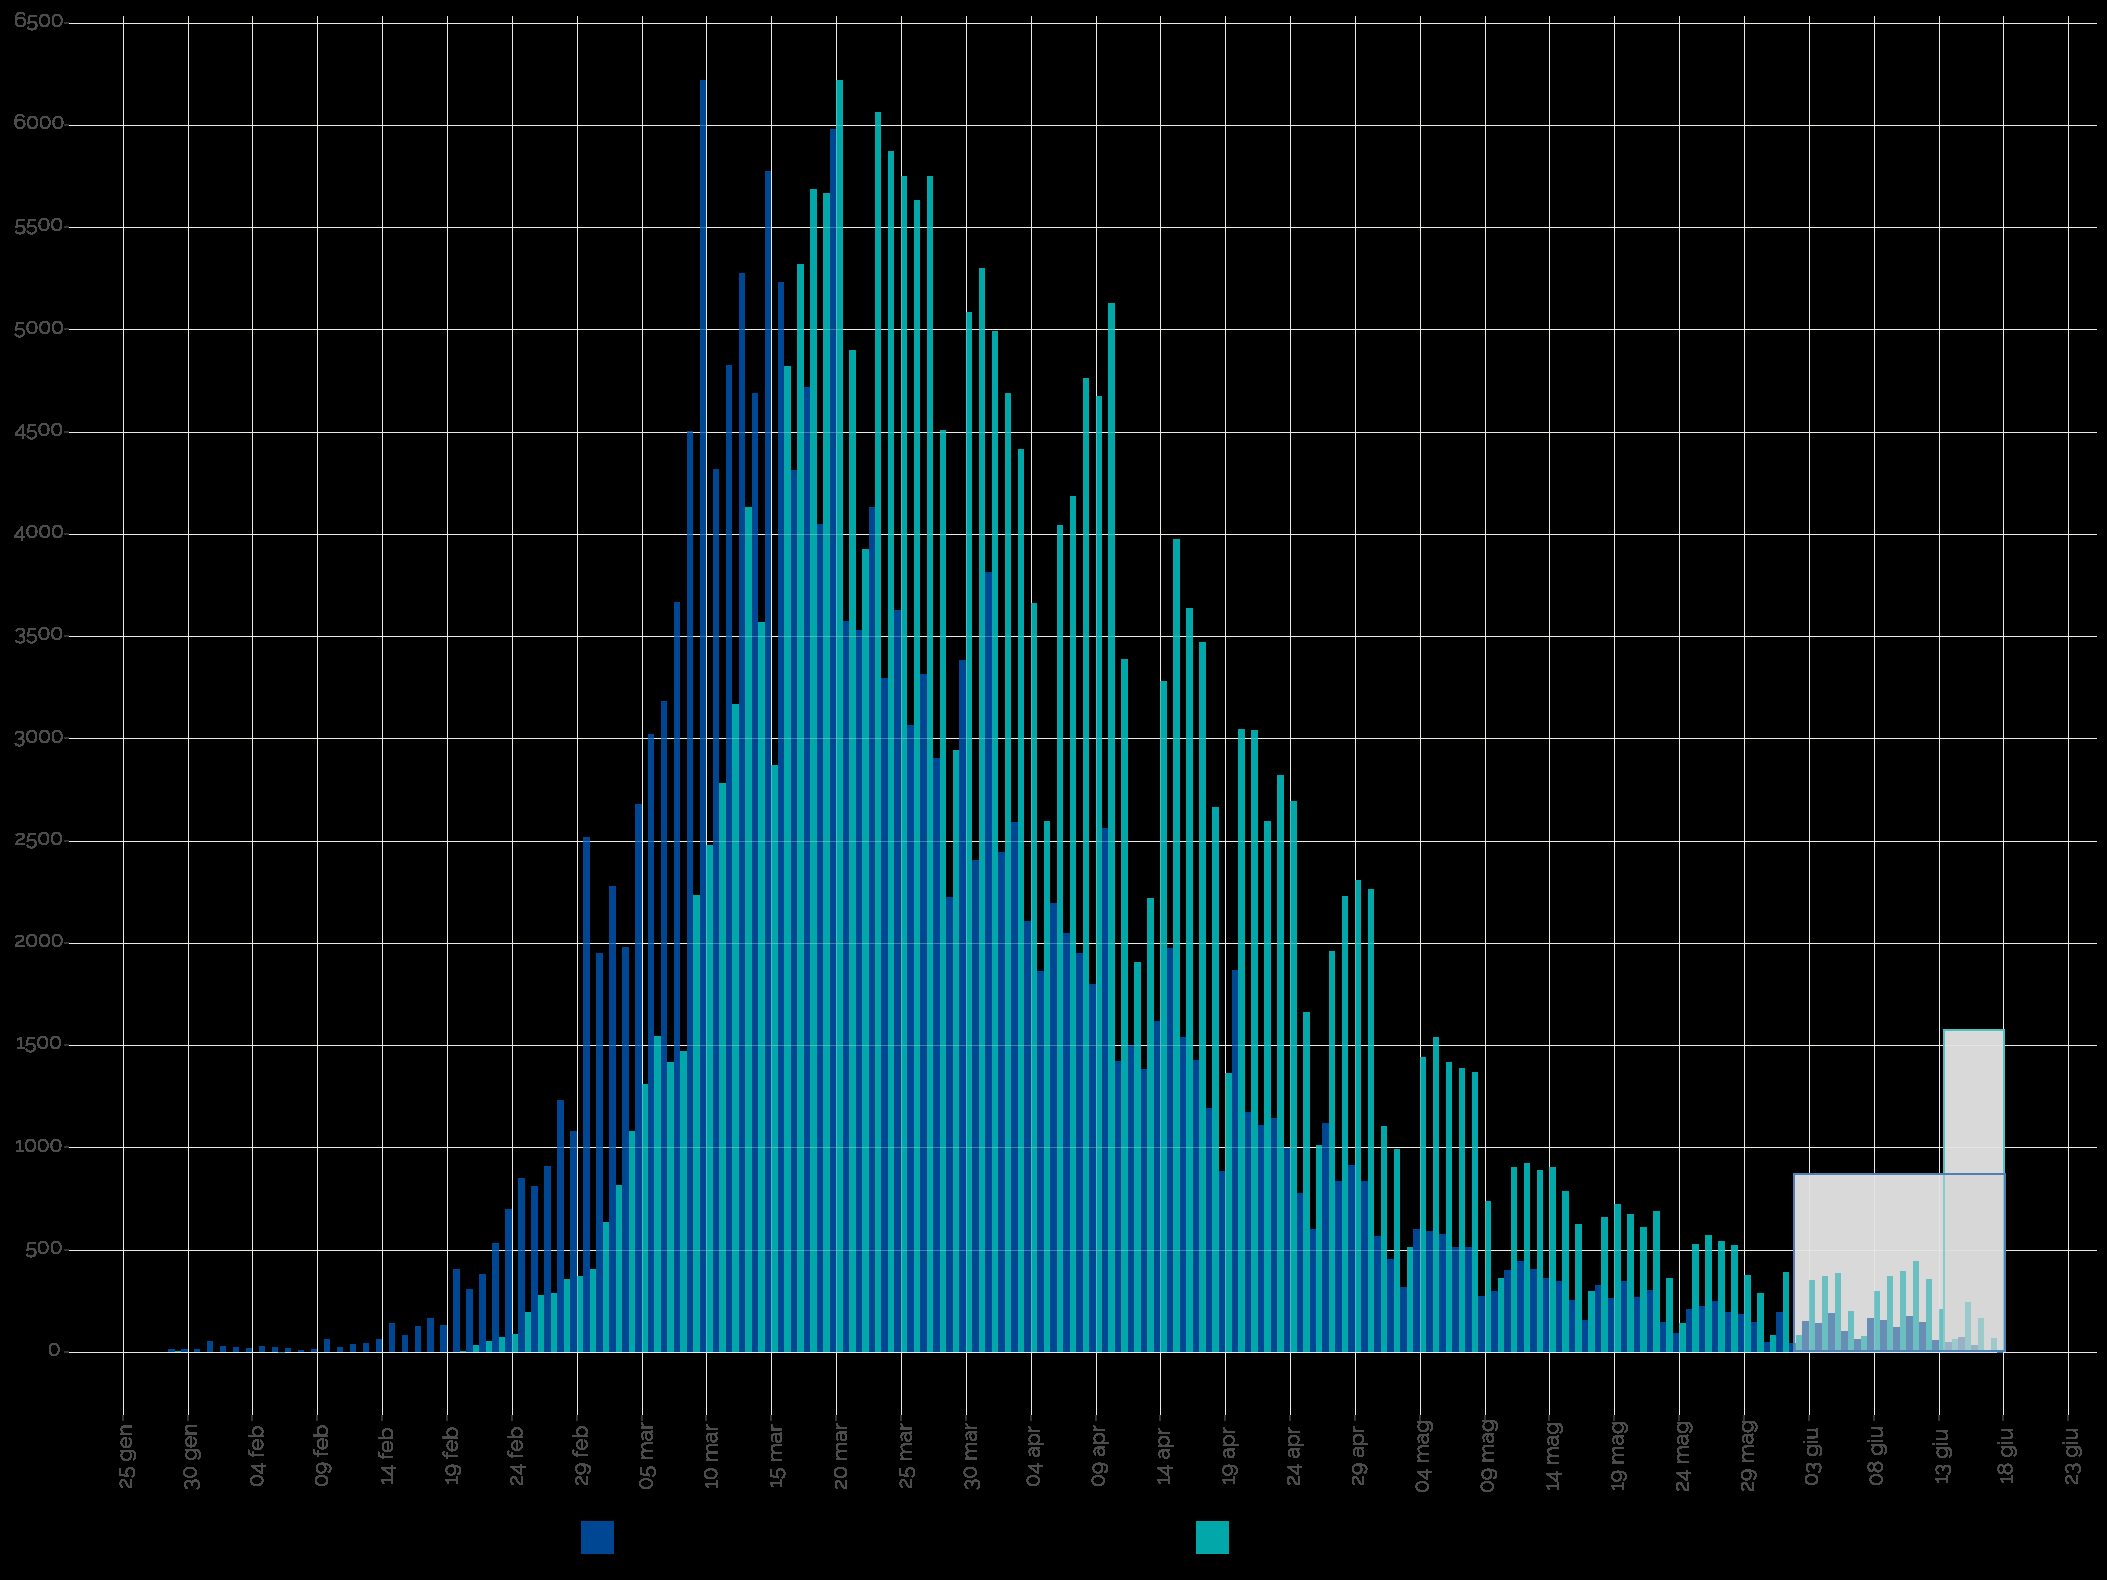 6500
6000
5500
5000
4500
4000
3500
3000
2500
2000
1500
1000
500
0
25 gen
30 gen
04 feb
09 feb
14 feb
19 feb
24 feb
29 feb
05 mar
10 mar
15 mar
20 mar
25 mar
30 mar
04 apr
09 apr
14 apr
19 apr
24 apr
29 apr
04 mag
09 mag
14 mag
19 mag
24 mag
29 mag
03 giu
08 giu
13 giu
18 giu
23 giu